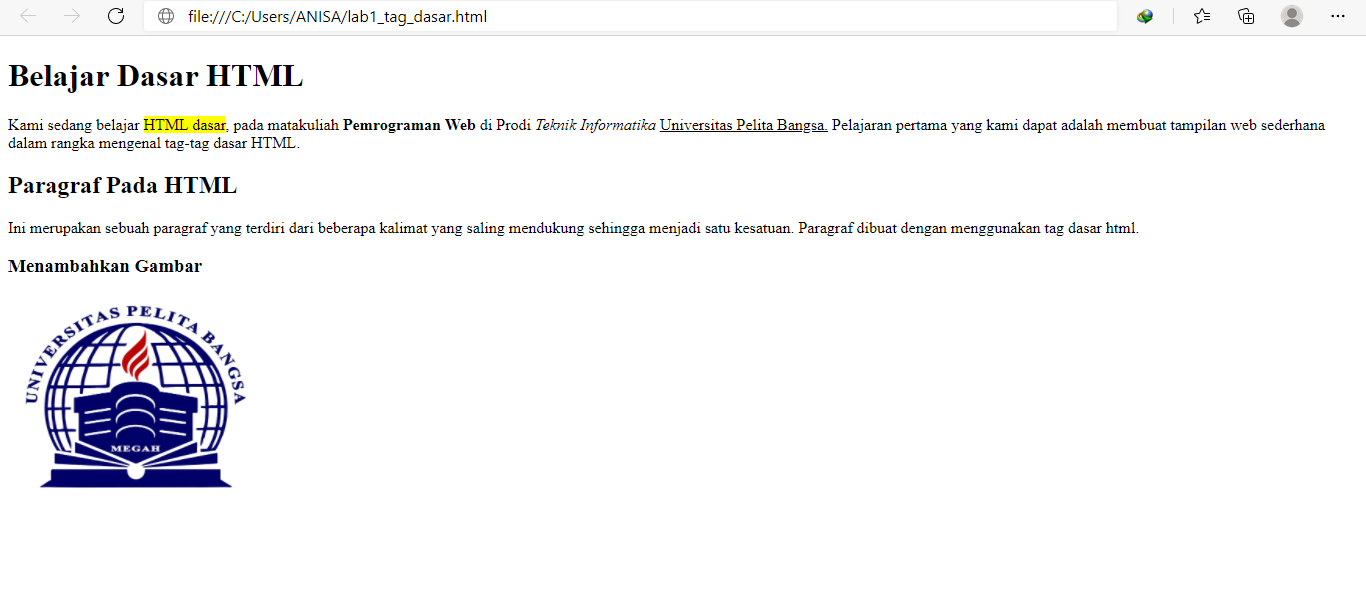 file:///C:/Users/ANISA/lab1_tag_dasar.html
Belajar Dasar HTML
Kami sedang belajar HTML dasar, pada matakuliah Pemrograman Web di Prodi Teknik Informatika Universitas Pelita Bangsa. Pelajaran pertama yang kami dapat adalah membuat tampilan web sederhana
dalam rangka mengenal tag-tag dasar HTML.
Paragraf Pada HTML
Ini merupakan sebuah paragraf yang terdiri dari beberapa kalimat yang saling mendukung sehingga menjadi satu kesatuan. Paragraf dibuat dengan menggunakan tag dasar html.
Menambahkan Gambar
UNIVERSITAS PELITA BANGSA
MEGAH